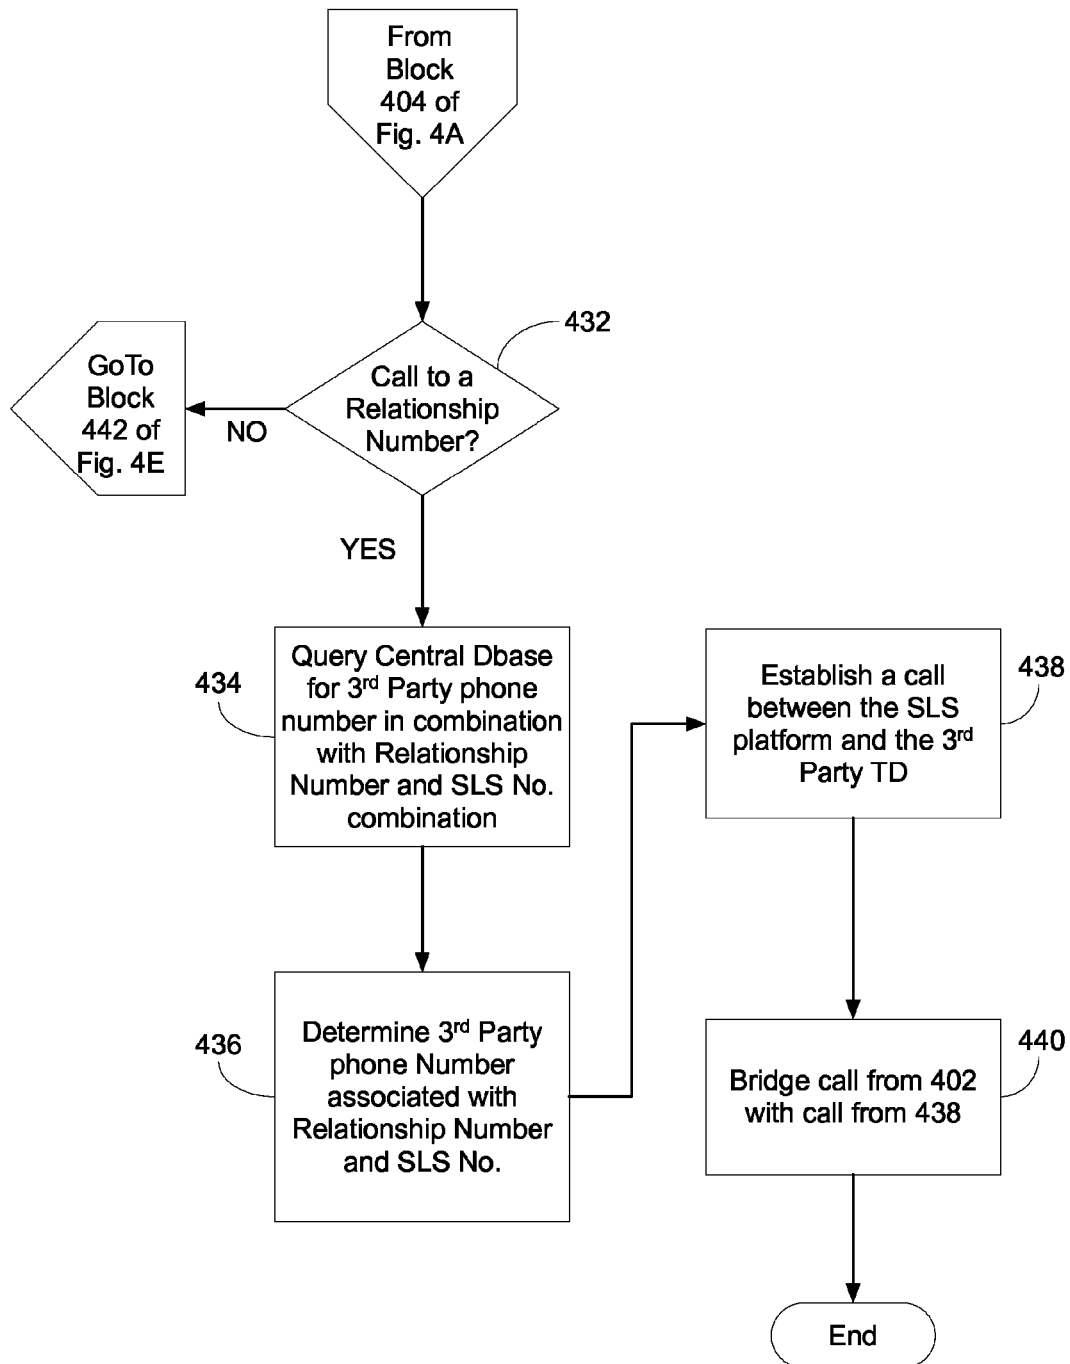 From
Block
404 of
Fig. 4A
432
Call to a
Relationship
Number?
GoTo
Block
442 of
Fig. 4E
NO
YES
434
Query Central Dbase
for 3rd Party phone
number in combination
with Relationship
Number and SLS No.
combination
436
Determine 3rd Party
phone Number
associated with
Relationship Number
and SLS No.
438
Establish a call
between the SLS
platform and the 3rd
Party TD
440
Bridge call from 402
with call from 438
End